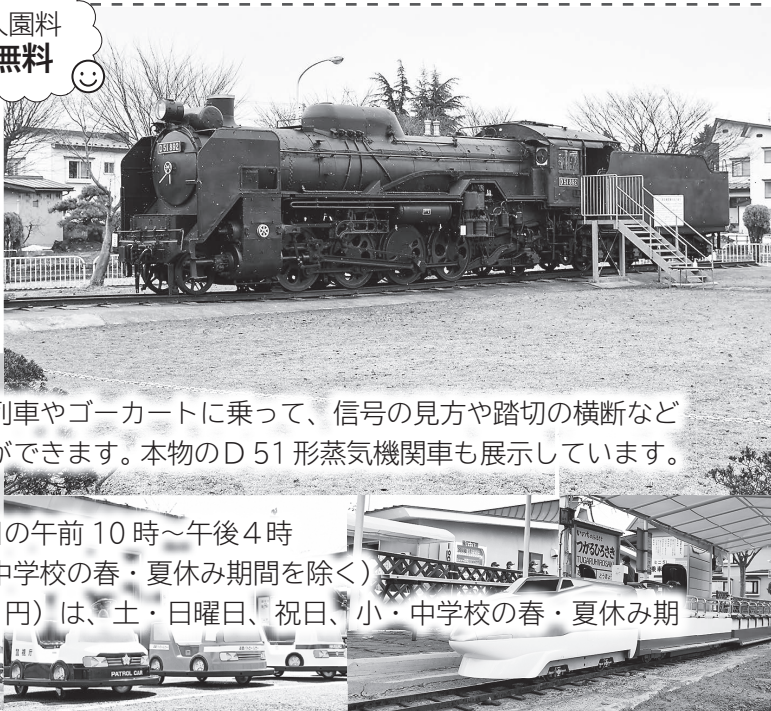 入園料
無料
D51 892
列車やゴーカートに乗って、信号の見方や踏切の横断など
ができます。本物のD 51 形蒸気機関車も展示しています。
の午前 10 時〜午後４時
中学校の春・夏休み期間を除く）
円）は、土・日曜日、祝日、小・中学校の春・夏休み期
つがるひろさき
TUGARUHIROSAKI
PATROL CAR